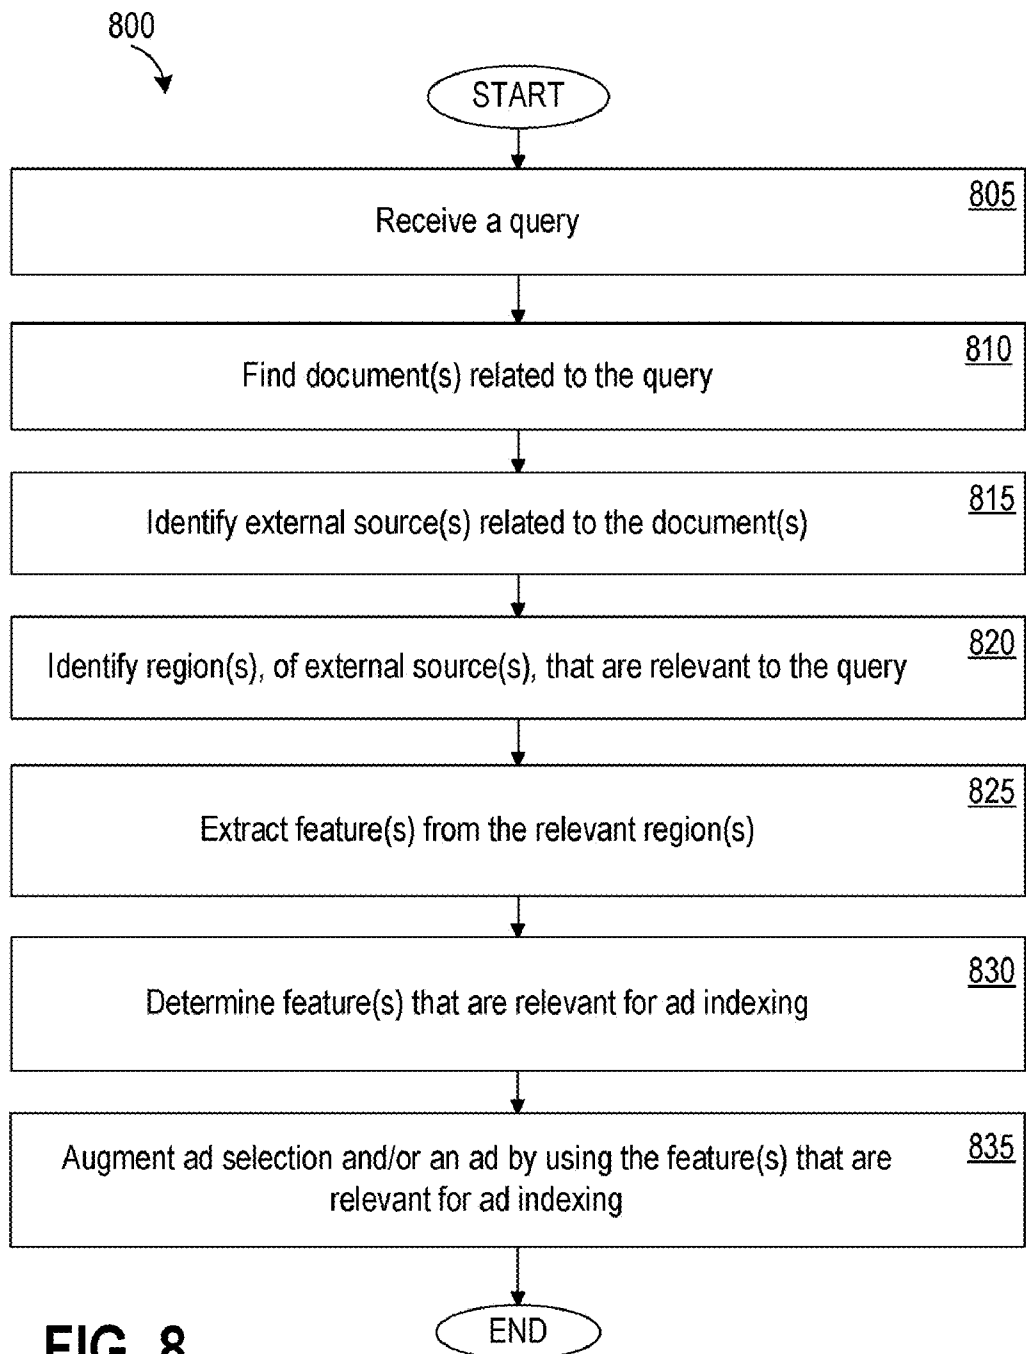 800
START
805
Receive a query
810
Find document(s) related to the query
815
Identify external source(s) related to the document(s)
820
Identify region(s), of external source(s), that are relevant to the query
825
Extract feature(s) from the relevant region(s)
830
Determine feature(s) that are relevant for ad indexing
835
Augment ad selection and/or an ad by using the feature(s) that are
relevant for ad indexing
END
FIG. 8